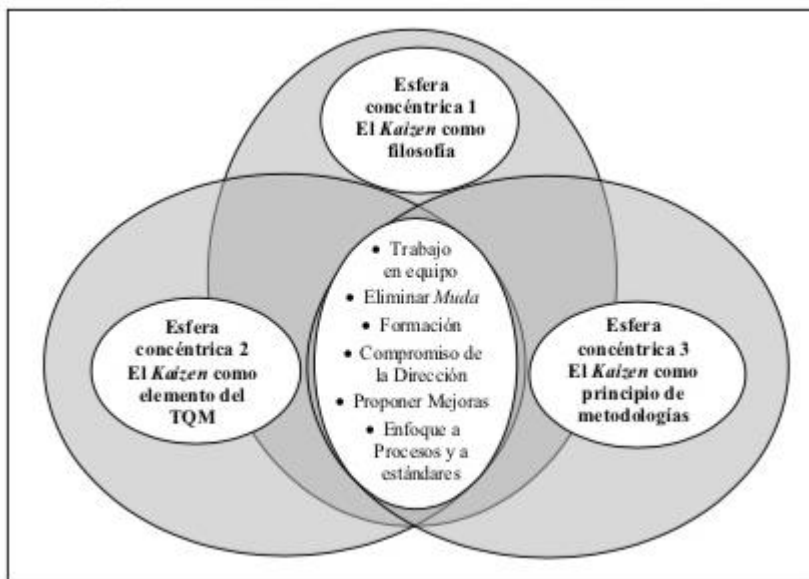 Esfera
concéntrica 1
El Kaizen como
filosofía
• Trabajo
en equipo
• Eliminar Muda
• Formación
• Compromiso de
la Dirección
• Proponer Mejoras
• Enfoque a
Procesos y a
estándares
Esfera
concéntrica 2
El Kaizen como
elemento del
TQM
Esfera
concéntrica 3
El Kaizen como
principio de
metodologías